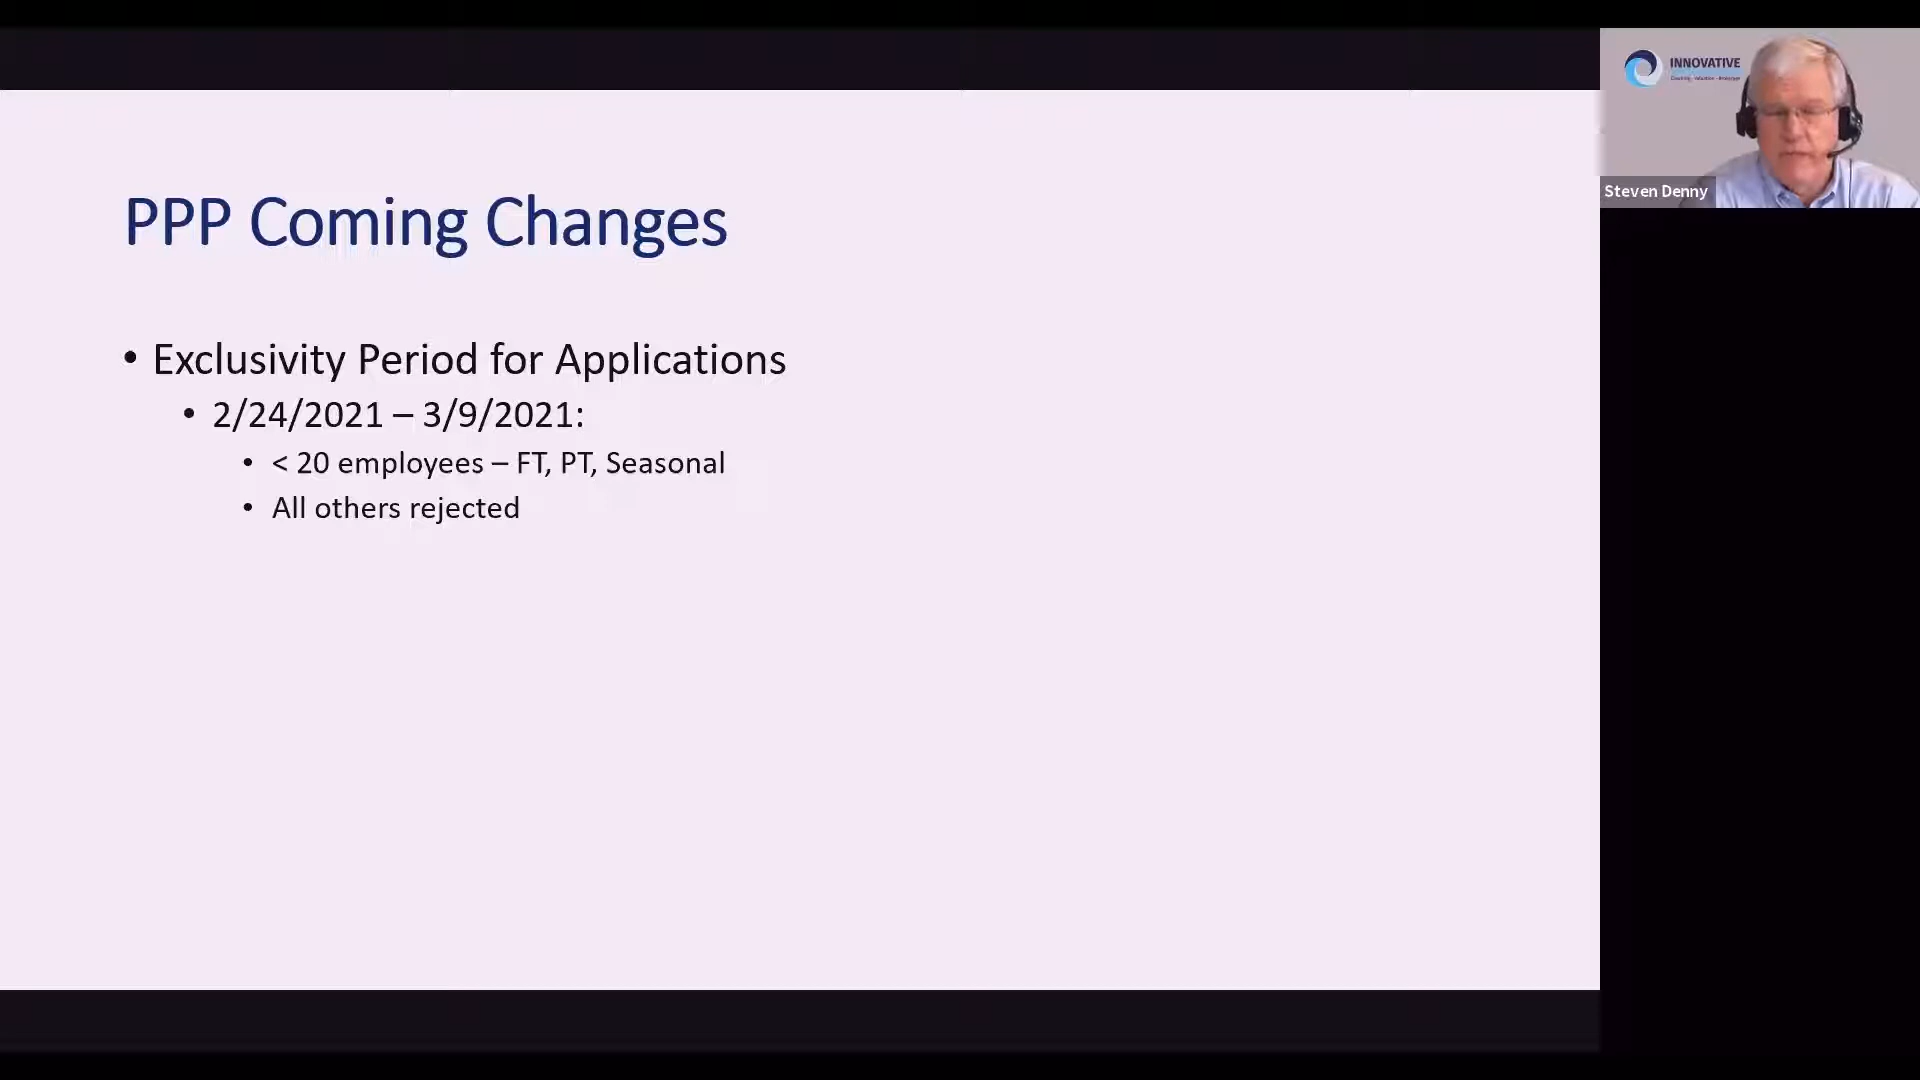 PPP Coming Changes
• Exclusivity Period for Applications
• 2/24/2021 – 3/9/2021:
• < 20 employees – FT, PT, Seasonal
• All others rejected
INNOVATIVE
Steven Denny